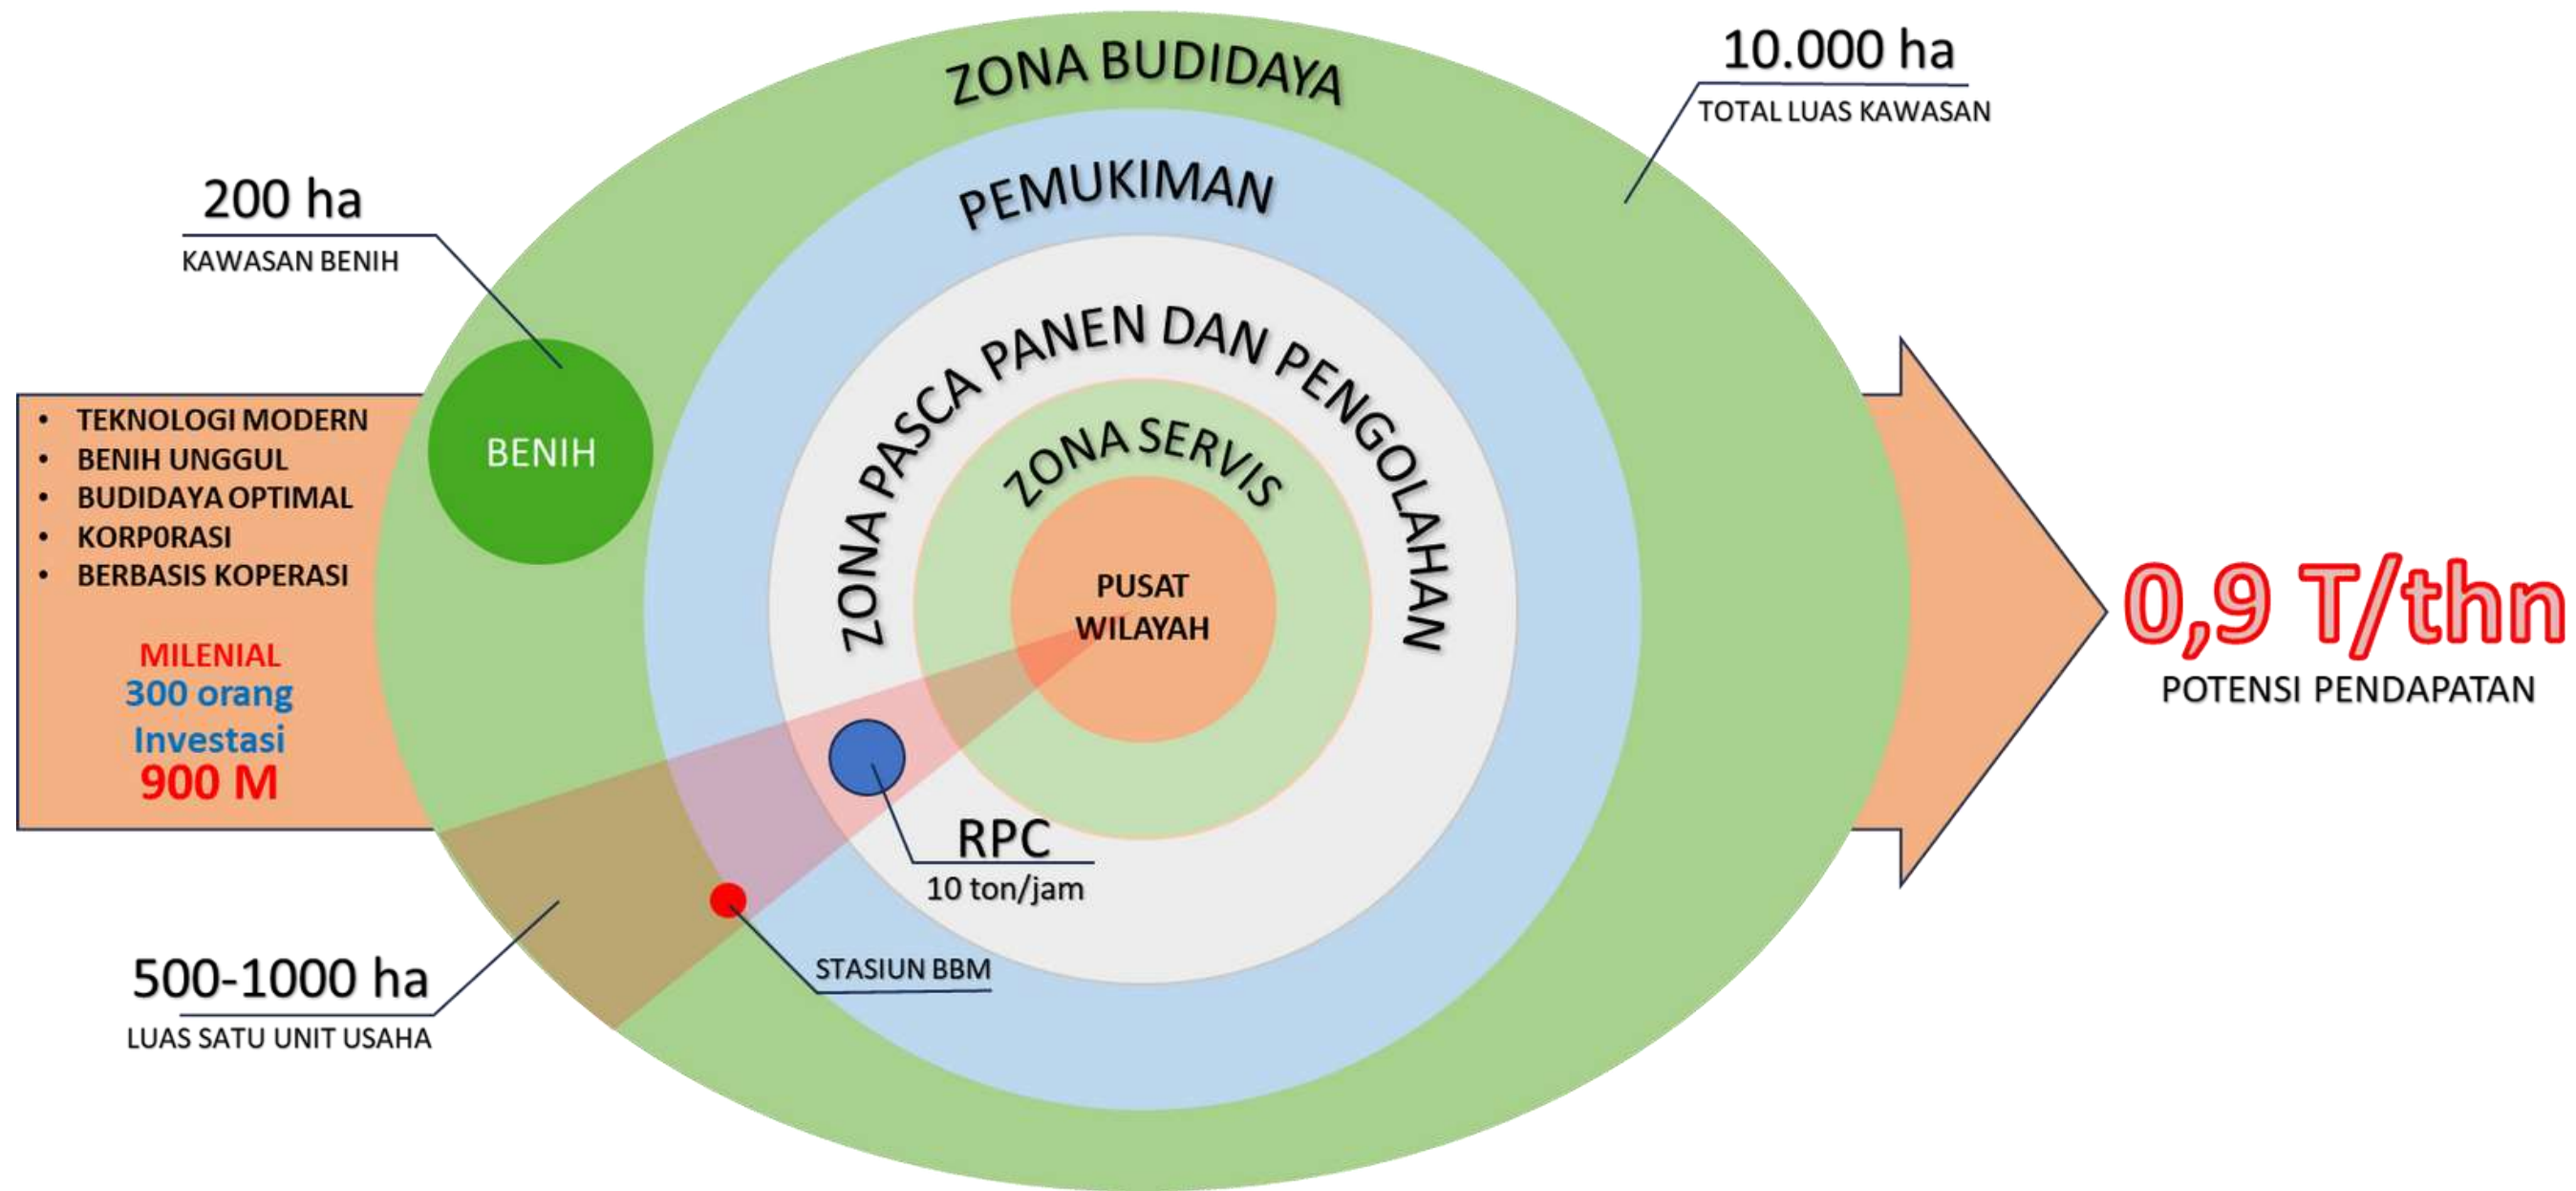 ZONA BUDIDAYA
10.000 ha
TOTAL LUAS KAWASAN
PEMUKIMAN
200 ha
KAWASAN BENIH
ZONA PASCA PANEN DAN PENGOLAHAN
ZONA SERVIS
BENIH
PUSAT
WILAYAH
• TEKNOLOGI MODERN
• BENIH UNGGUL
• BUDIDAYA OPTIMAL
• KORP0RASI
• BERBASIS KOPERASI
MILENIAL
300 orang
Investasi
900 M
0,9 T/thn
POTENSI PENDAPATAN
RPC
10 ton/jam
STASIUN BBM
500-1000 ha
LUAS SATU UNIT USAHA